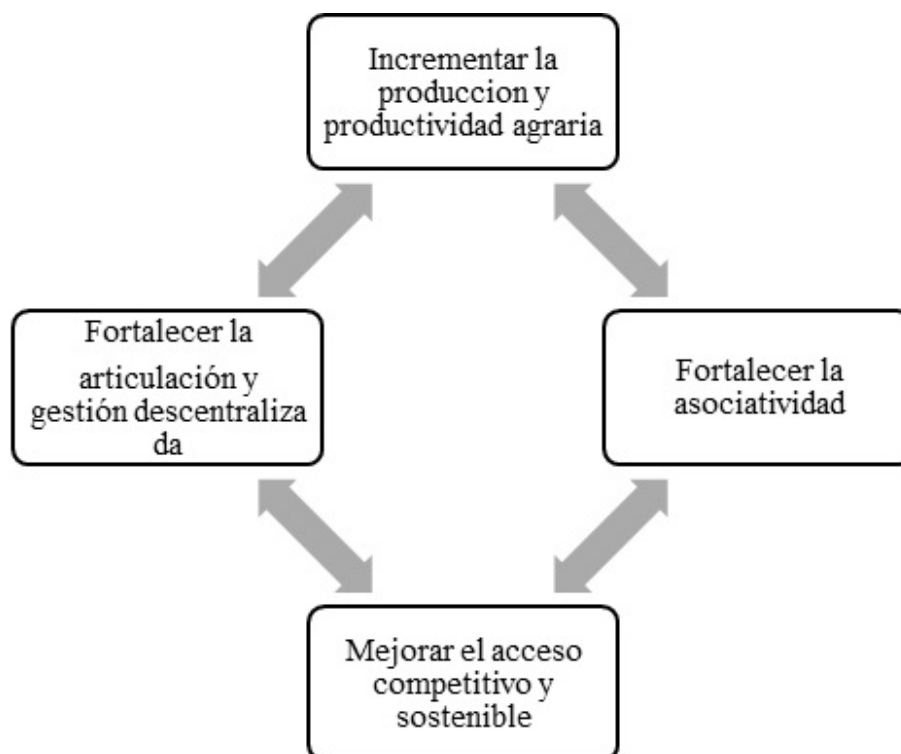 Incrementar la
produccion y
productividad agraria
Fortalecer la
articulación y
gestión descentraliza
da
Fortalecer la
asociatividad
Mejorar el acceso
competitivo y
sostenible